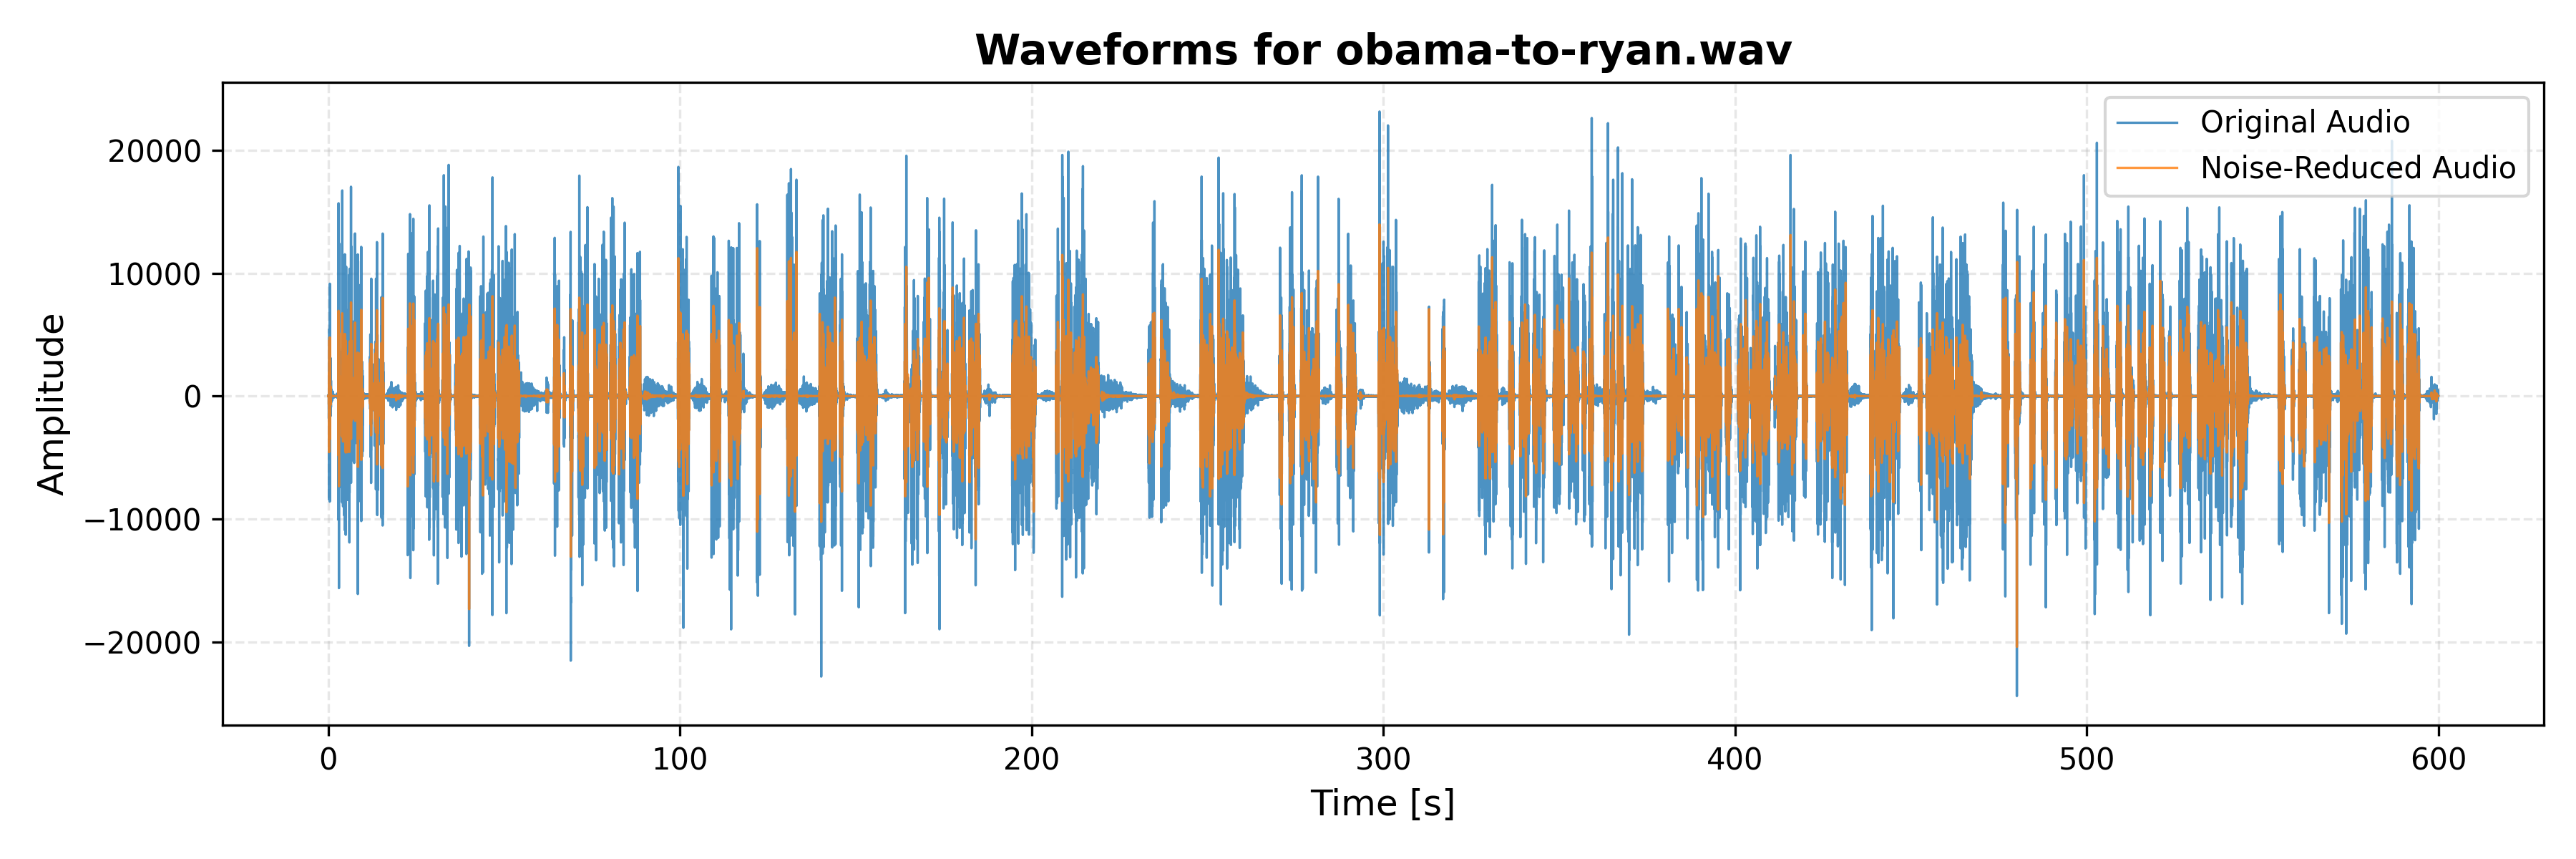 Waveforms for obama-to-ryan.wav
Original Audio
Noise-Reduced Audio
Amplitude
20000
10000
0
−10000
−20000
0 100 200 300 400 500 600
Time [s]